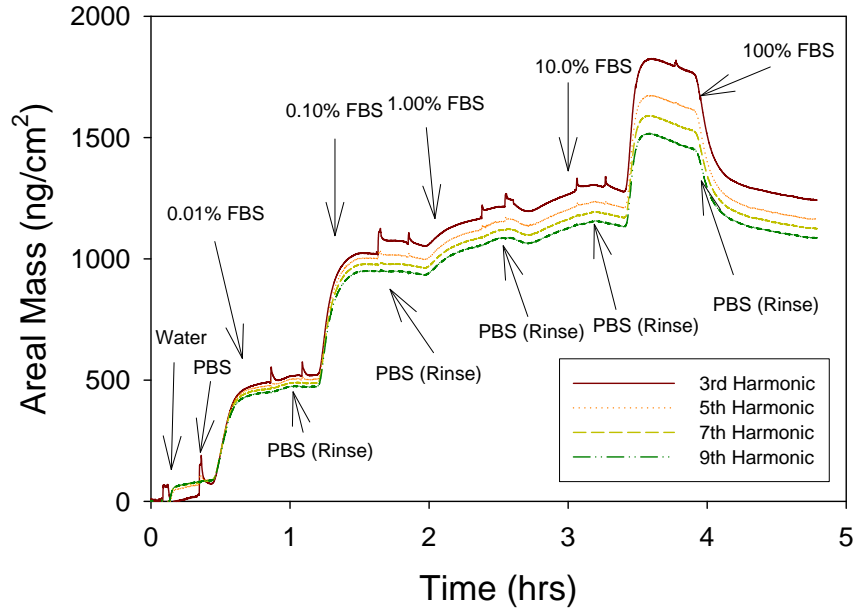 2000
1500
1000
500
0
Areal Mass (ng/cm²)
0
1
2
3
4
5
Time (hrs)
Water
PBS
0.01% FBS
0.10% FBS
1.00% FBS
10.0% FBS
100% FBS
PBS (Rinse)
PBS (Rinse)
PBS (Rinse)
PBS (Rinse)
PBS (Rinse)
3rd Harmonic
5th Harmonic
7th Harmonic
9th Harmonic